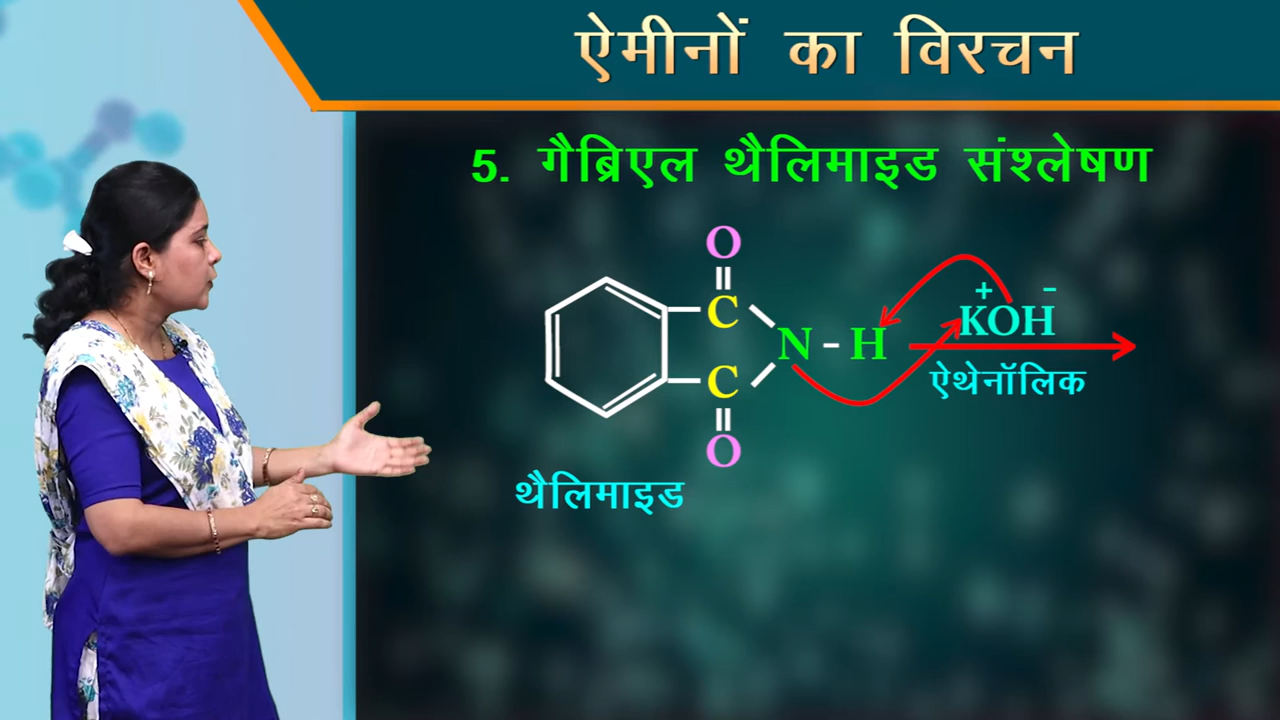 ऐमीनों का विरचन
5. गैब्रिएल थैलिमाइड संश्लेषण
O
C
N - H
+ -
KOH
ऐथेनॉलिक
C
O
थैलिमाइड